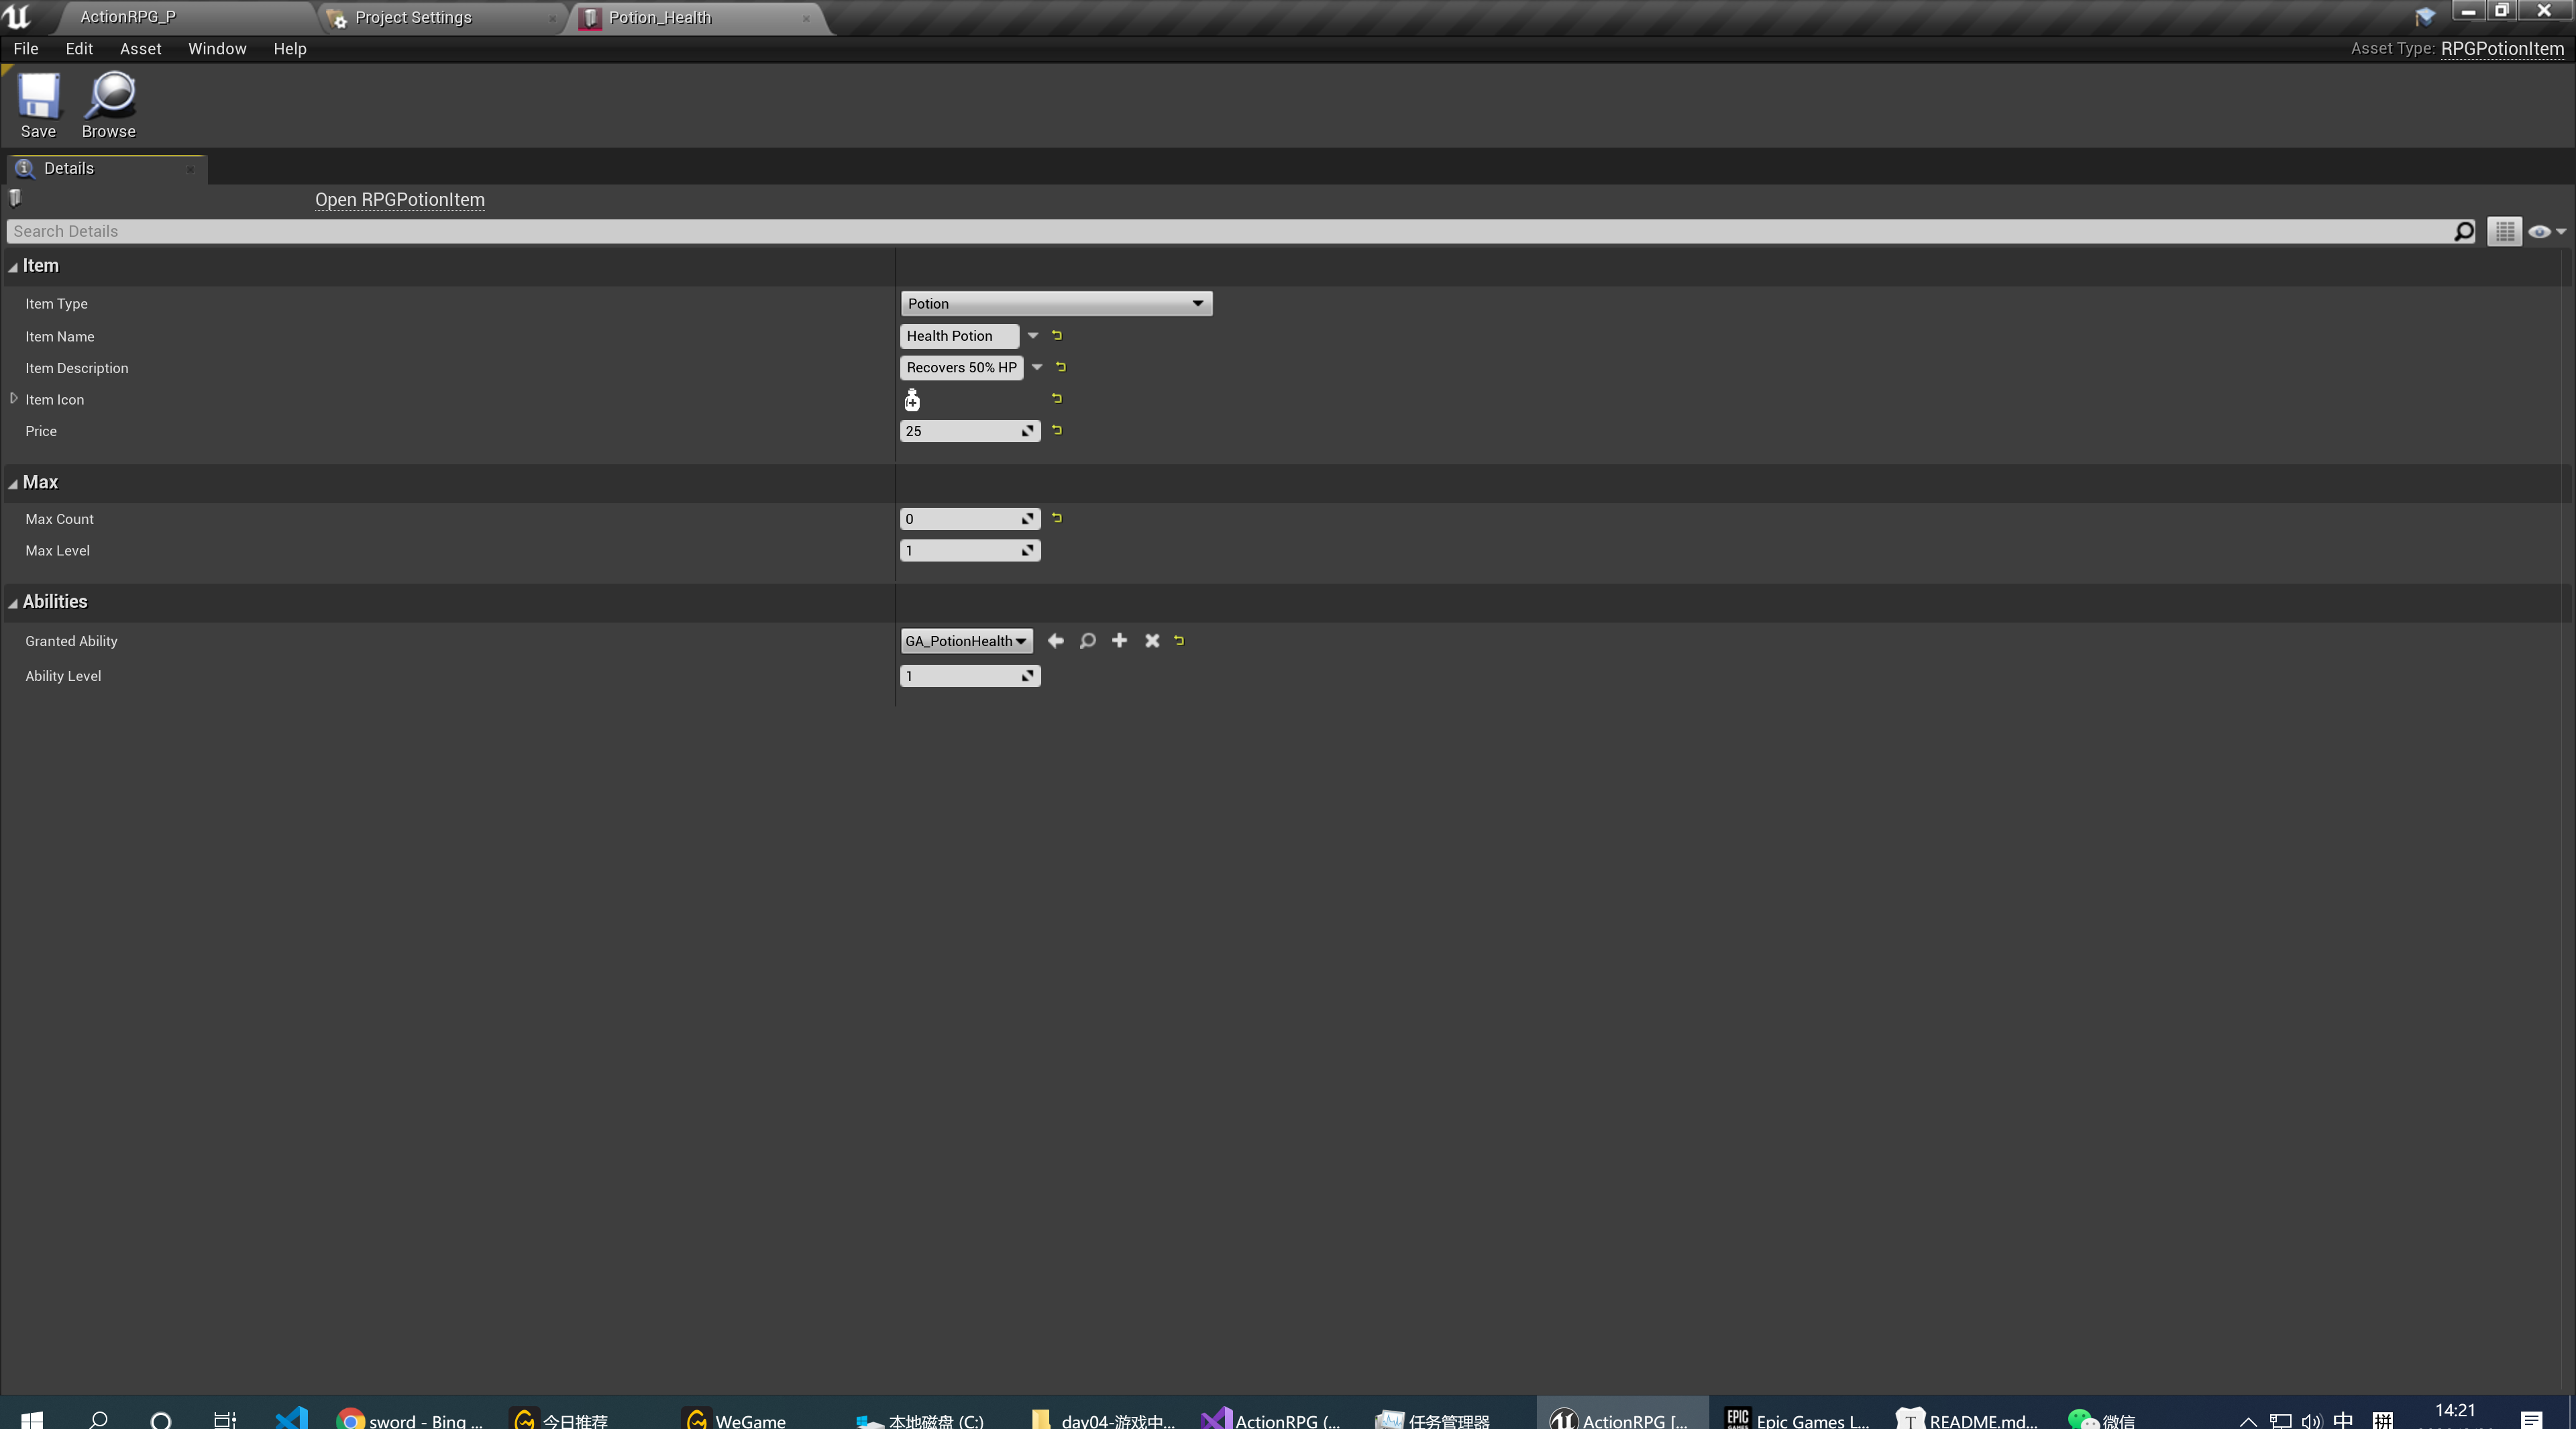 ActionRPG_P
Project Settings
Potion_Health
File Edit Asset Window Help
Asset Type: RPGPotionItem
Save Browse
Details
Open RPGPotionItem
Search Details
Item
Item Type Potion
Item Name Health Potion
Item Description Recovers 50% HP
Item Icon
Price 25
Max
Max Count 0
Max Level 1
Abilities
Granted Ability GA_PotionHealth
Ability Level 1
sword - Bing ... 今日推荐 WeGame 本地磁盘 (C:) day04-游戏中... ActionRPG (... 任务管理器 ActionRPG [... EPIC GAMES Epic Games L... T README.md... 微信 中 拼 14:21